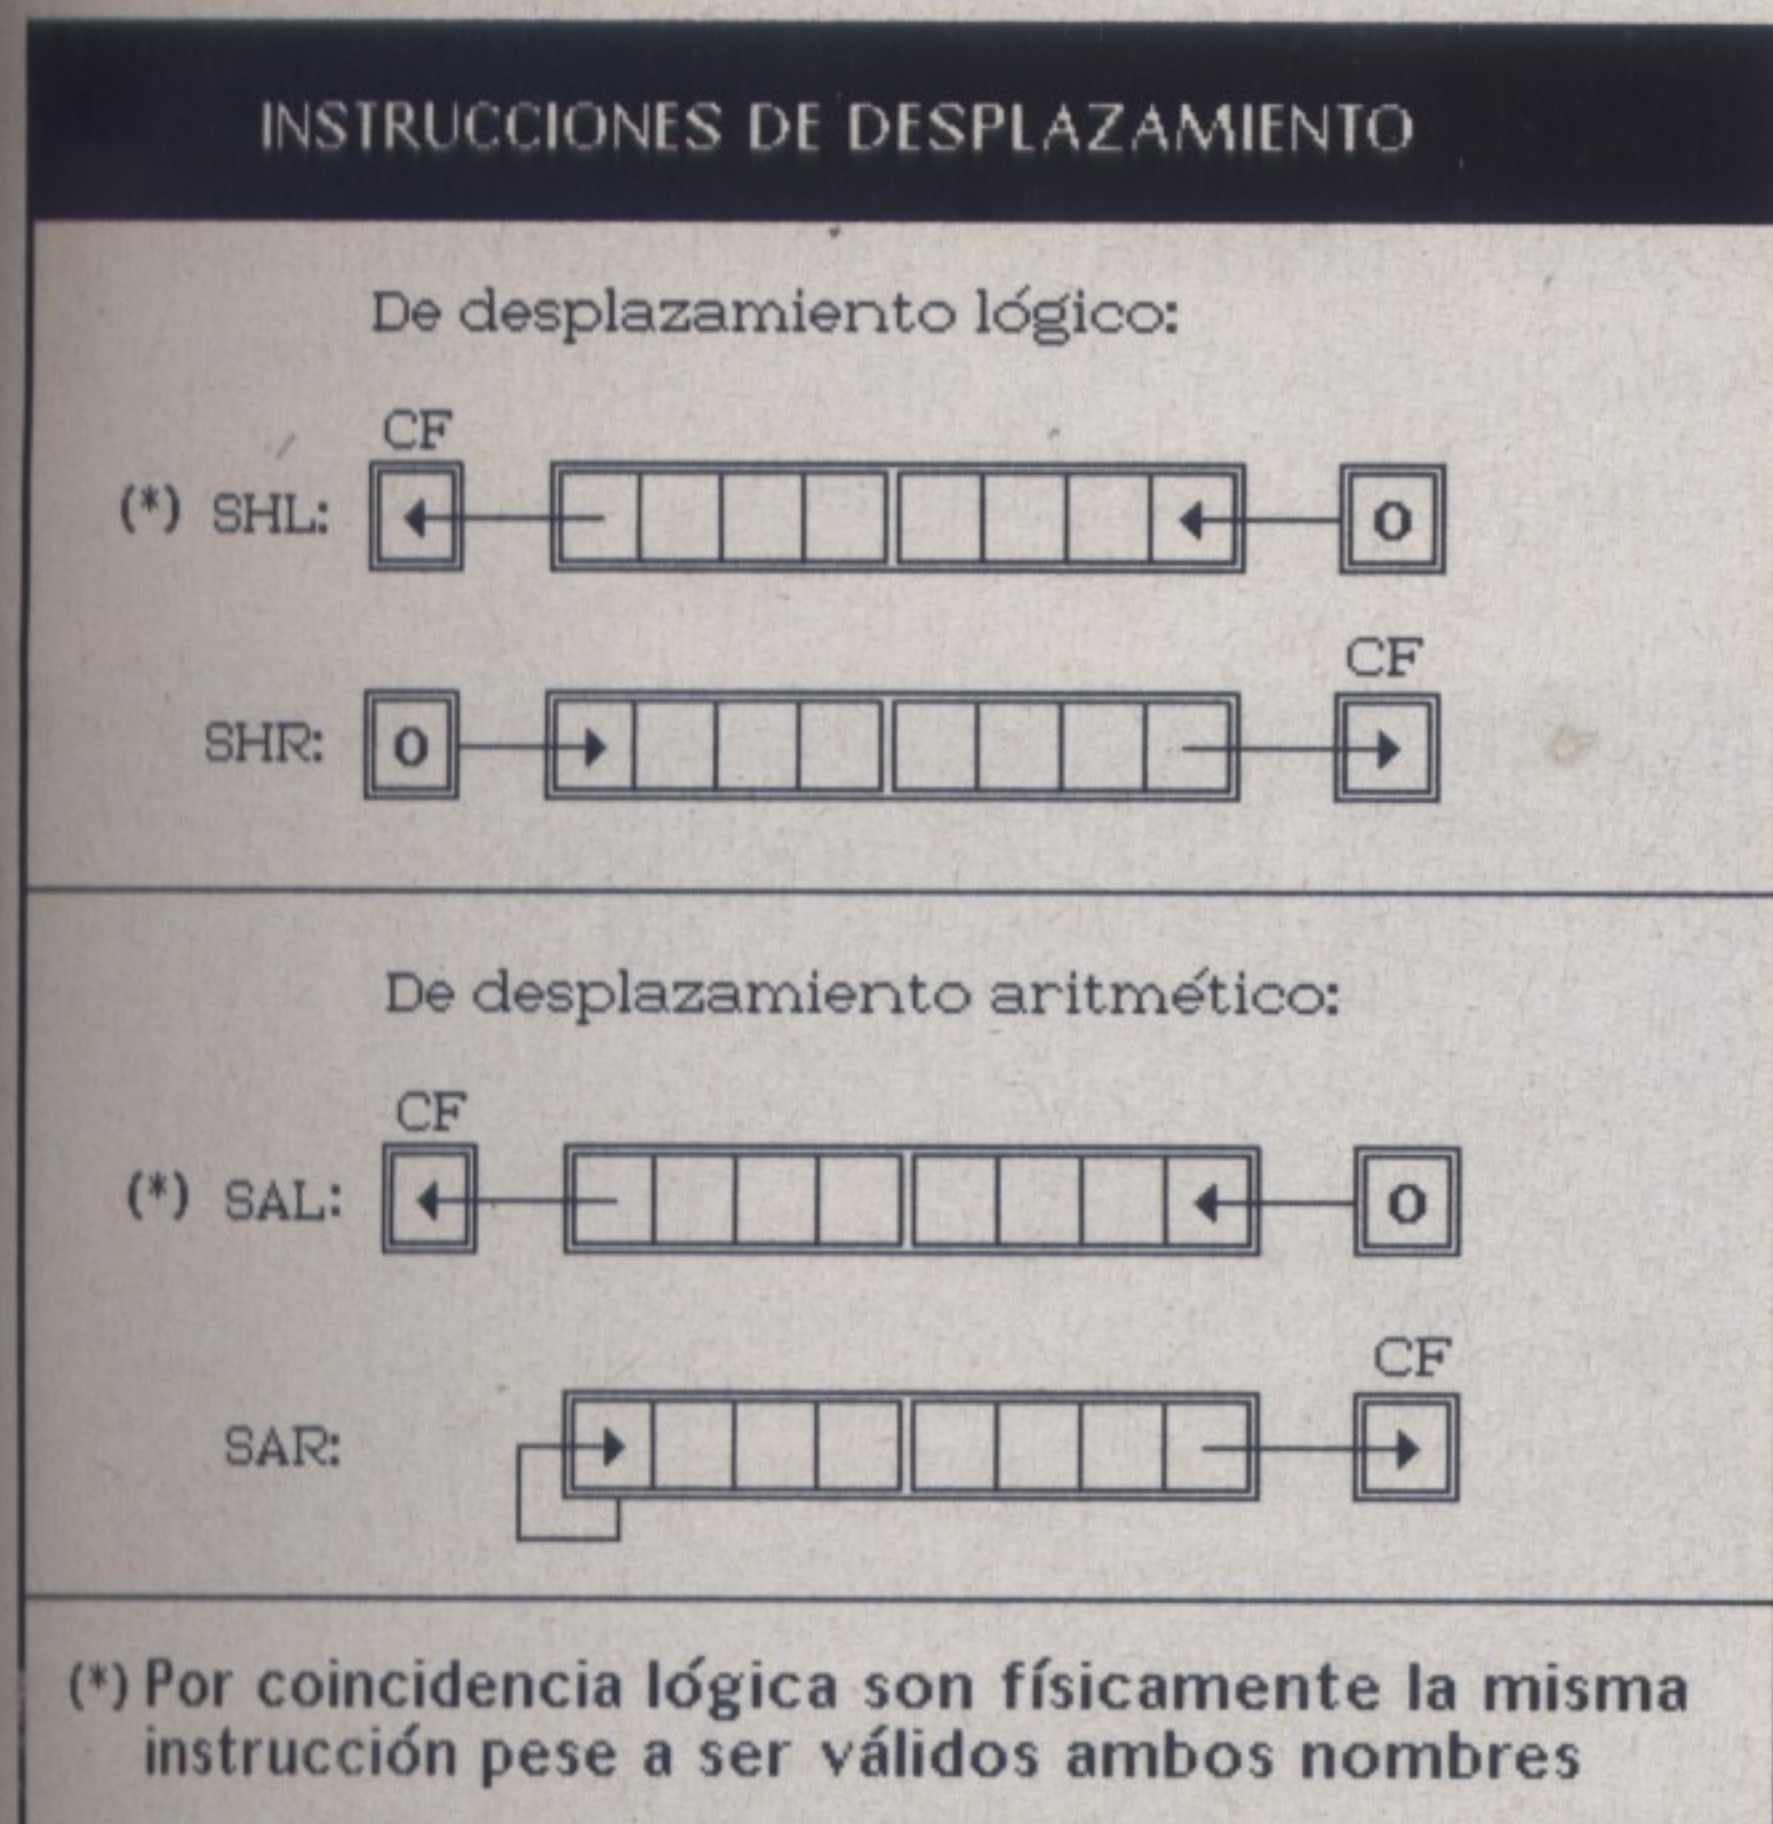 INSTRUCCIONES DE DESPLAZAMIENTO
De desplazamiento lógico:
CF
(*) SHL: 0
CF
SHR: 0
De desplazamiento aritmético:
CF
(*) SAL: 0
CF
SAR:
(*) Por coincidencia lógica son físicamente la misma
instrucción pese a ser válidos ambos nombres